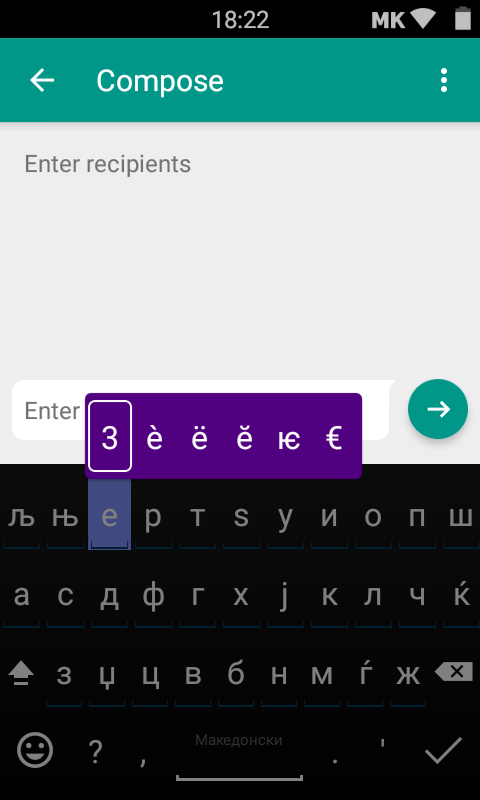 18:22 MK
Compose
Enter recipients
Enter
3 ѐ ё ӗ ѥ €
љ њ е р т ѕ у и о п ш
а с д ф г х ј к л ч ќ
з џ ц в б н м ѓ ж
Македонски
? , . '